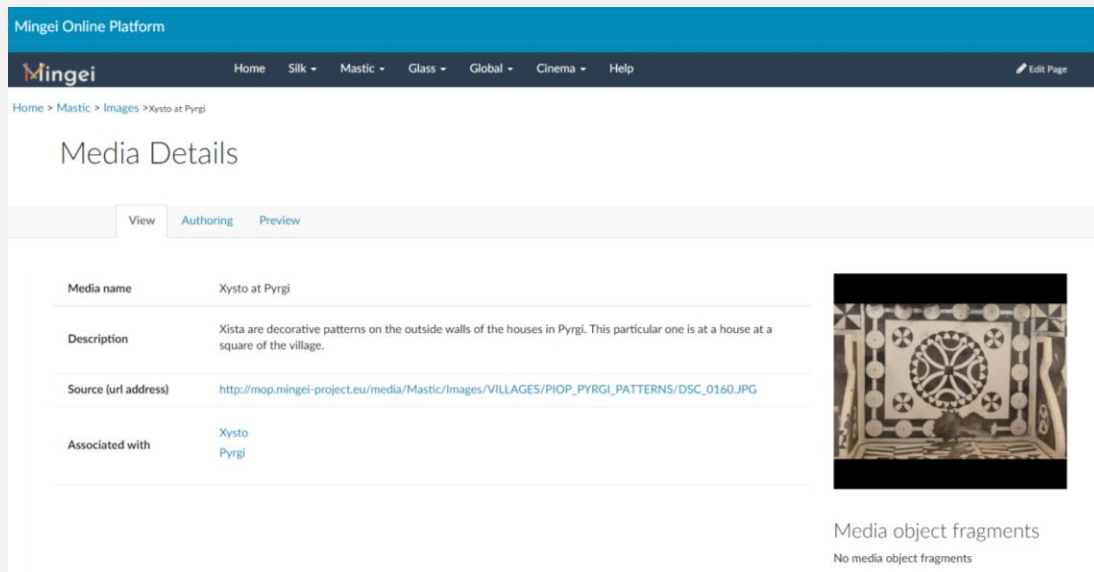 Mingei Online Platform
Mingei
Home Silk Mastic Glass Global Cinema Help
Edit Page
Home > Mastic > Images >Xysto at Pyrgi
Media Details
View Authoring Preview
Media name Xysto at Pyrgi
Description Xista are decorative patterns on the outside walls of the houses in Pyrgi. This particular one is at a house at a
square of the village.
Source (url address) http://mop.mingei-project.eu/media/Mastic/Images/VILLAGES/PIOP_PYRGI_PATTERNS/DSC_0160.JPG
Associated with Xysto
Pyrgi
Media object fragments
No media object fragments